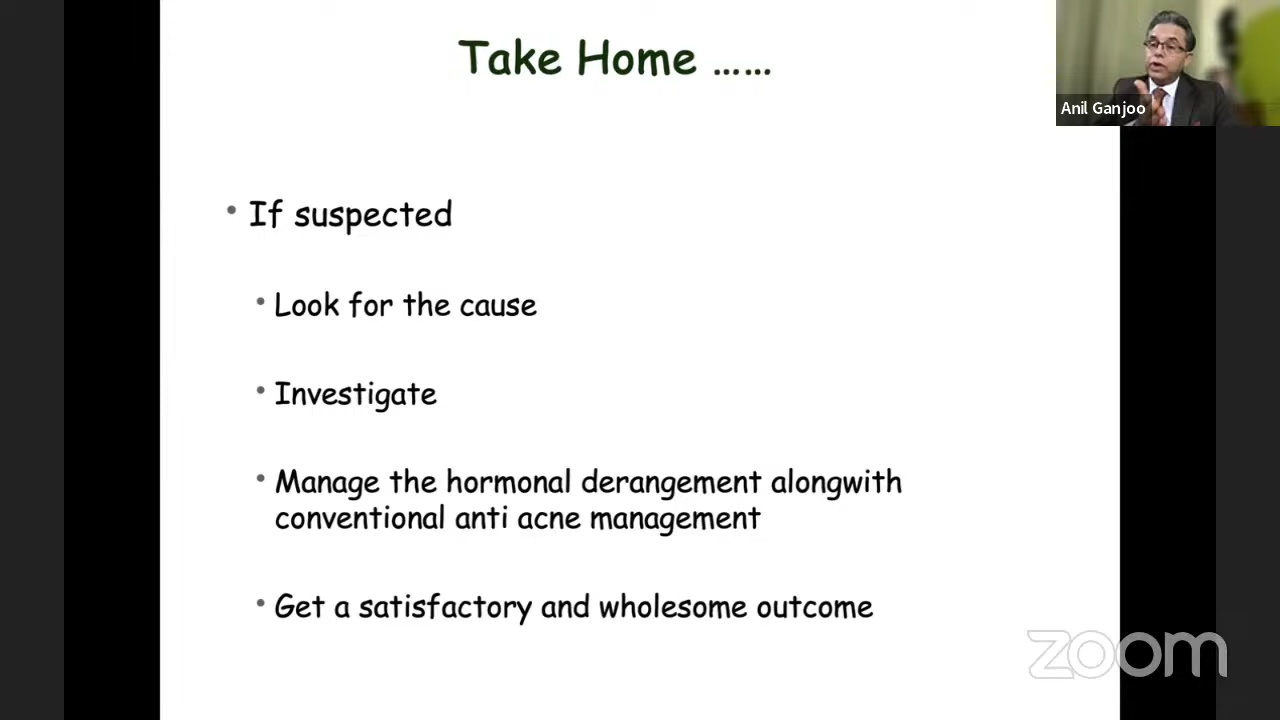 Take Home ......
Anil Ganjoo
• If suspected
• Look for the cause
• Investigate
• Manage the hormonal derangement alongwith
conventional anti acne management
• Get a satisfactory and wholesome outcome
zoom